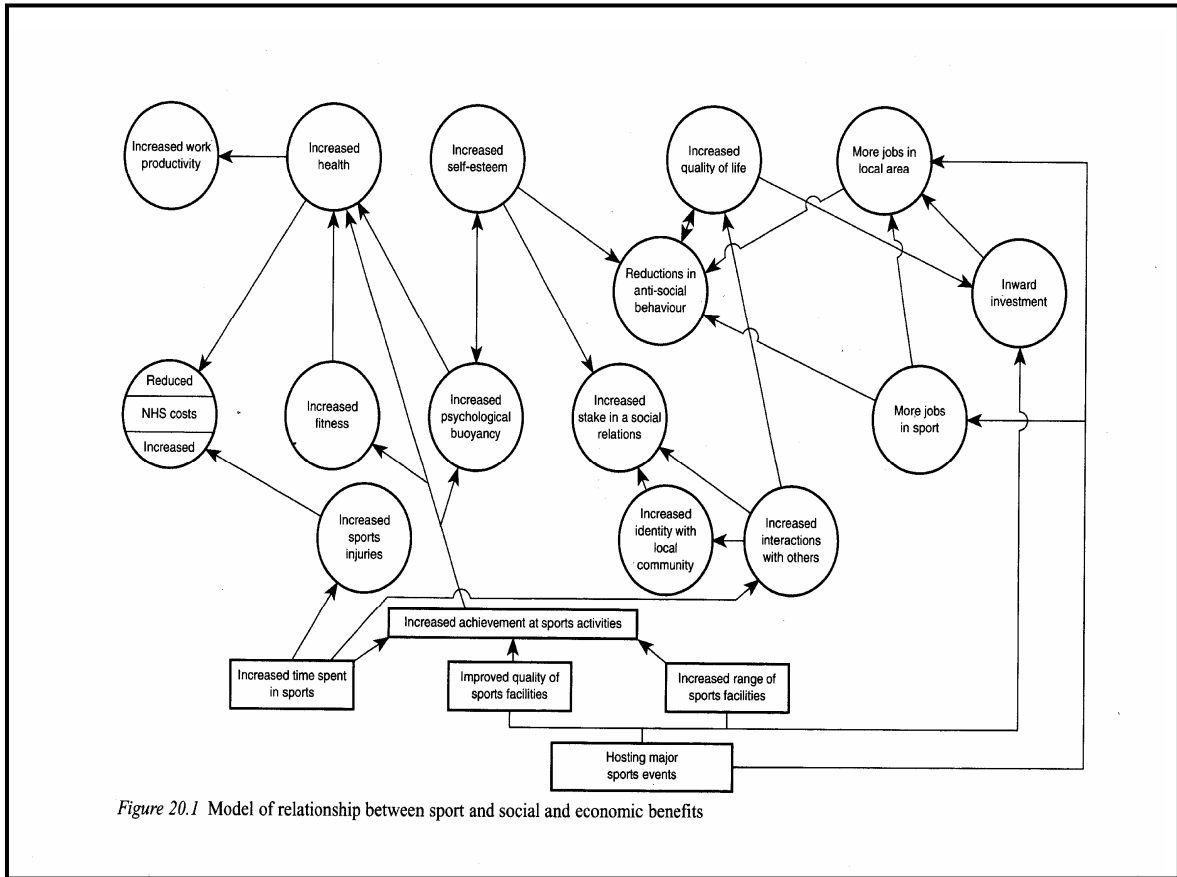 Increased work
productivity
Increased
health
Increased
self-esteem
Increased
quality of life
More jobs in
local area
Reductions in
anti-social
behaviour
Inward
investment
Reduced
NHS costs
Increased
Increased
fitness
Increased
psychological
buoyancy
Increased
stake in a social
relations
More jobs
in sport
Increased
sports
injuries
Increased
identity with
local
community
Increased
interactions
with others
Increased achievement at sports activities
Increased time spent
in sports
Improved quality of
sports facilities
Increased range of
sports facilities
Hosting major
sports events
Figure 20.1 Model of relationship between sport and social and economic benefits